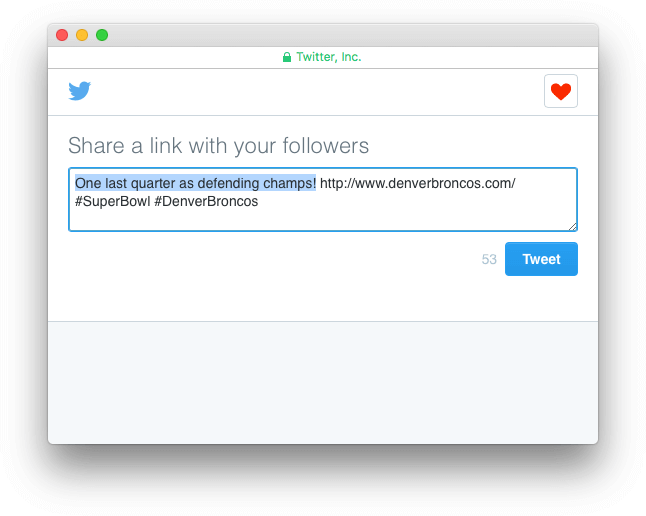 Twitter, Inc.
Share a link with your followers
One last quarter as defending champs! http://www.denverbroncos.com/
#SuperBowl #DenverBroncos
53
Tweet